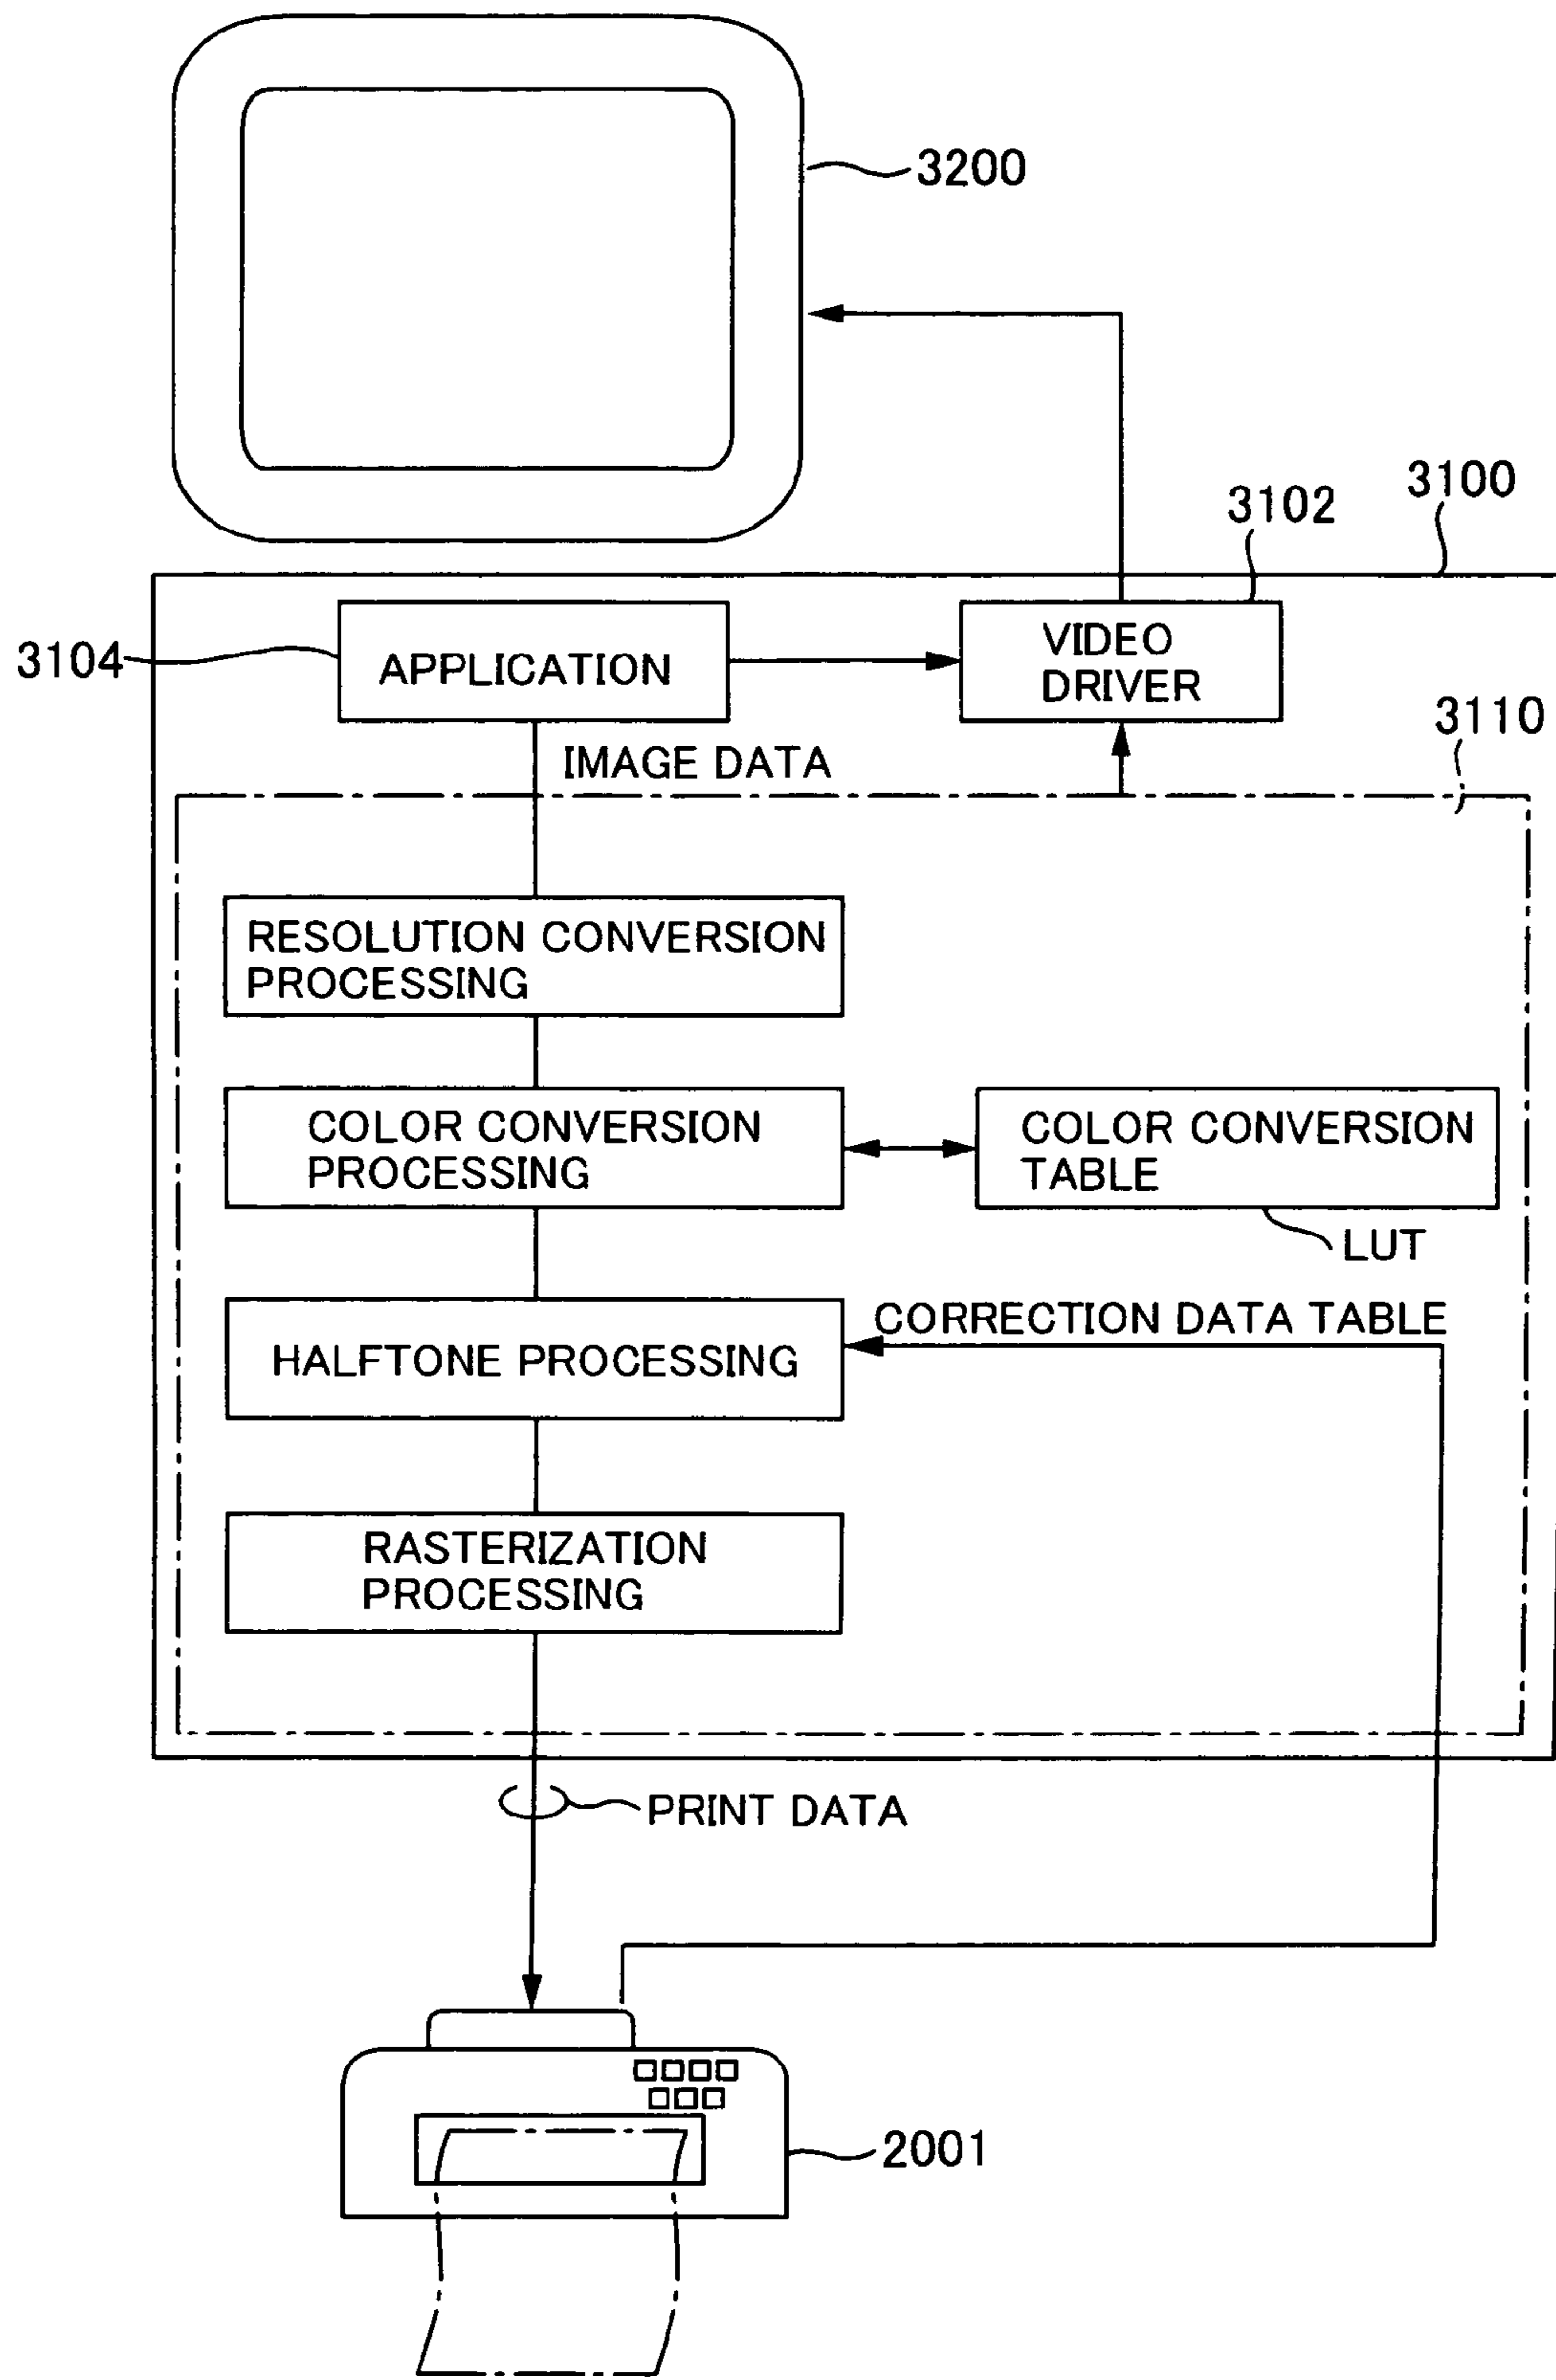 3200
3100
3102
3104
APPLICATION
VIDEO
DRIVER
3110
IMAGE DATA
RESOLUTION CONVERSION
PROCESSING
COLOR CONVERSION
PROCESSING
COLOR CONVERSION
TABLE
LUT
CORRECTION DATA TABLE
HALFTONE PROCESSING
RASTERIZATION
PROCESSING
PRINT DATA
2001